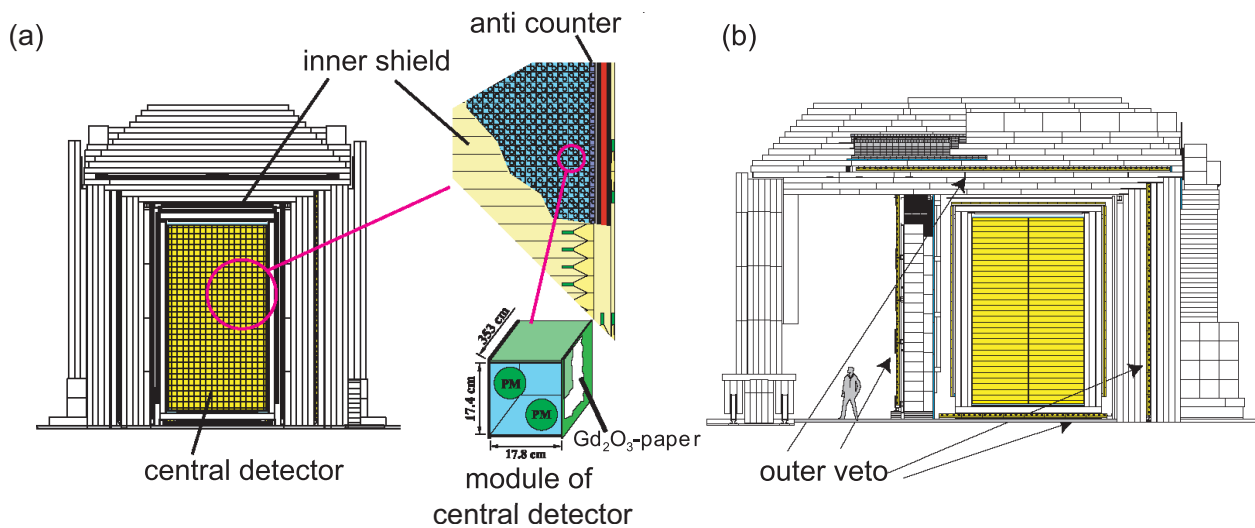 (a)
anti counter
(b)
inner shield
353 cm
17.4 cm
PM
PM
17.8 cm
Gd₂O₃-paper
central detector
module of
central detector
outer veto